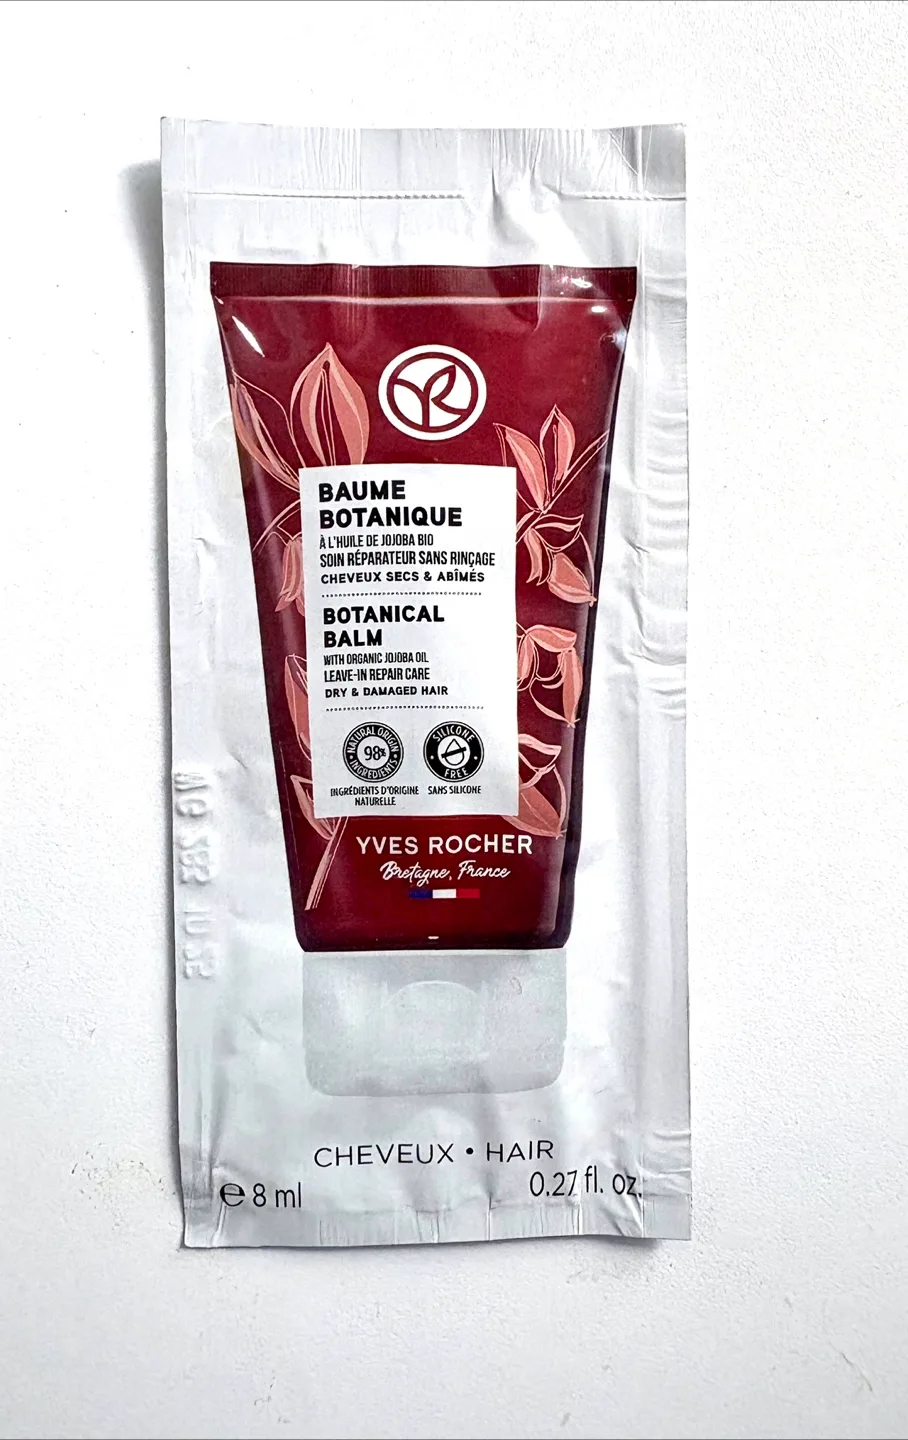 BAUME
BOTANIQUE
À L'HUILE DE JOJOBA BIO
SOIN RÉPARATEUR SANS RINÇAGE
CHEVEUX SECS & ABÎMÉS
BOTANICAL
BALM
WITH ORGANIC JOJOBA OIL
LEAVE-IN REPAIR CARE
DRY & DAMAGED HAIR
NATURAL ORIGIN
98%
INGREDIENTS
SILICONE
FREE
INGRÉDIENTS D'ORIGINE
NATURELLE
SANS SILICONE
YVES ROCHER
Bretagne, France
CHEVEUX • HAIR
℮ 8 ml
0.27 fl. oz.